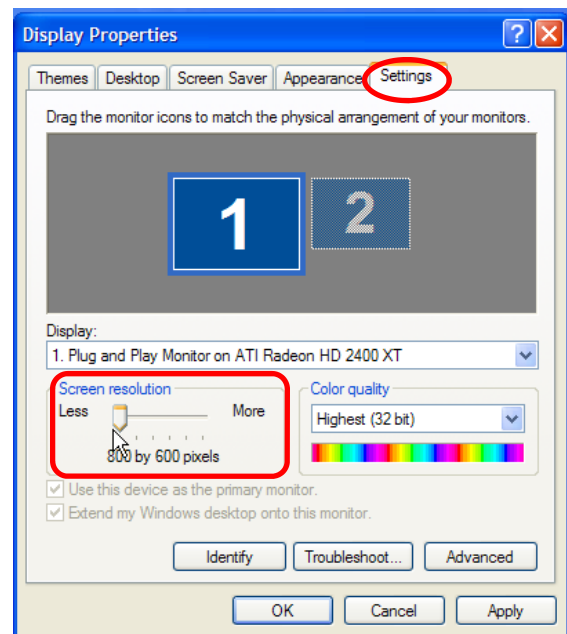 Display Properties
Themes Desktop Screen Saver Appearance Settings
Drag the monitor icons to match the physical arrangement of your monitors.
1 2
Display:
1. Plug and Play Monitor on ATI Radeon HD 2400 XT
Screen resolution
Less More
800 by 600 pixels
Color quality
Highest (32 bit)
Use this device as the primary monitor.
Extend my Windows desktop onto this monitor.
Identify Troubleshoot... Advanced
OK Cancel Apply